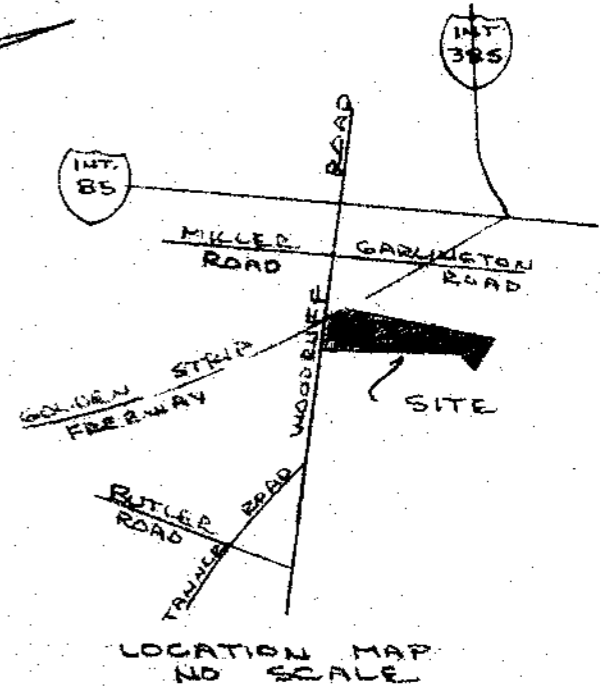 INT
385
ROAD
INT.
85
MILLER
ROAD
GARLINGTON
ROAD
WOODRUFF
GOLDEN STRIP
FREEWAY
SITE
BUTLER
ROAD
TANNER ROAD
LOCATION MAP
NO SCALE